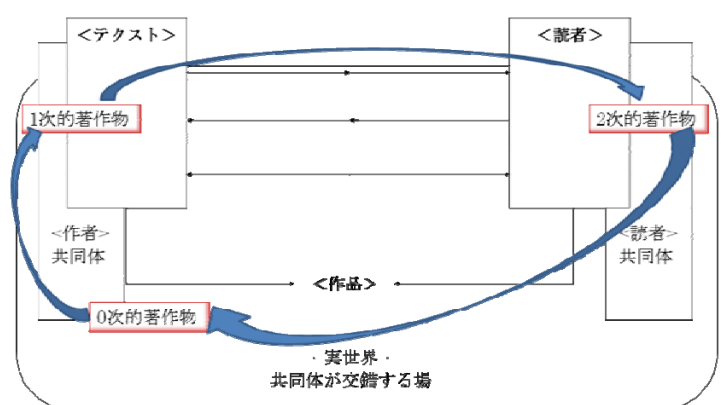 <テクスト>
<読者>
1次的著作物
2次的著作物
<作者>
共同体
<読者>
共同体
<作品>
0次的著作物
・実世界・
共同体が交錯する場